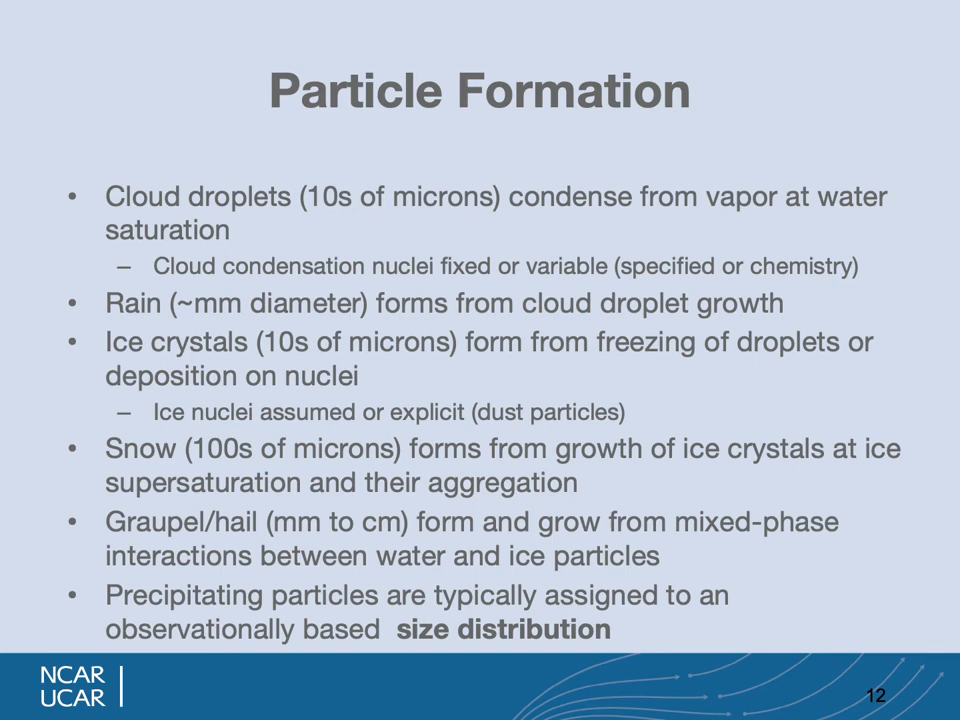 Particle Formation
• Cloud droplets (10s of microns) condense from vapor at water
saturation
– Cloud condensation nuclei fixed or variable (specified or chemistry)
• Rain (~mm diameter) forms from cloud droplet growth
• Ice crystals (10s of microns) form from freezing of droplets or
deposition on nuclei
– Ice nuclei assumed or explicit (dust particles)
• Snow (100s of microns) forms from growth of ice crystals at ice
supersaturation and their aggregation
• Graupel/hail (mm to cm) form and grow from mixed-phase
interactions between water and ice particles
• Precipitating particles are typically assigned to an
observationally based  size distribution
NCAR
UCAR
12